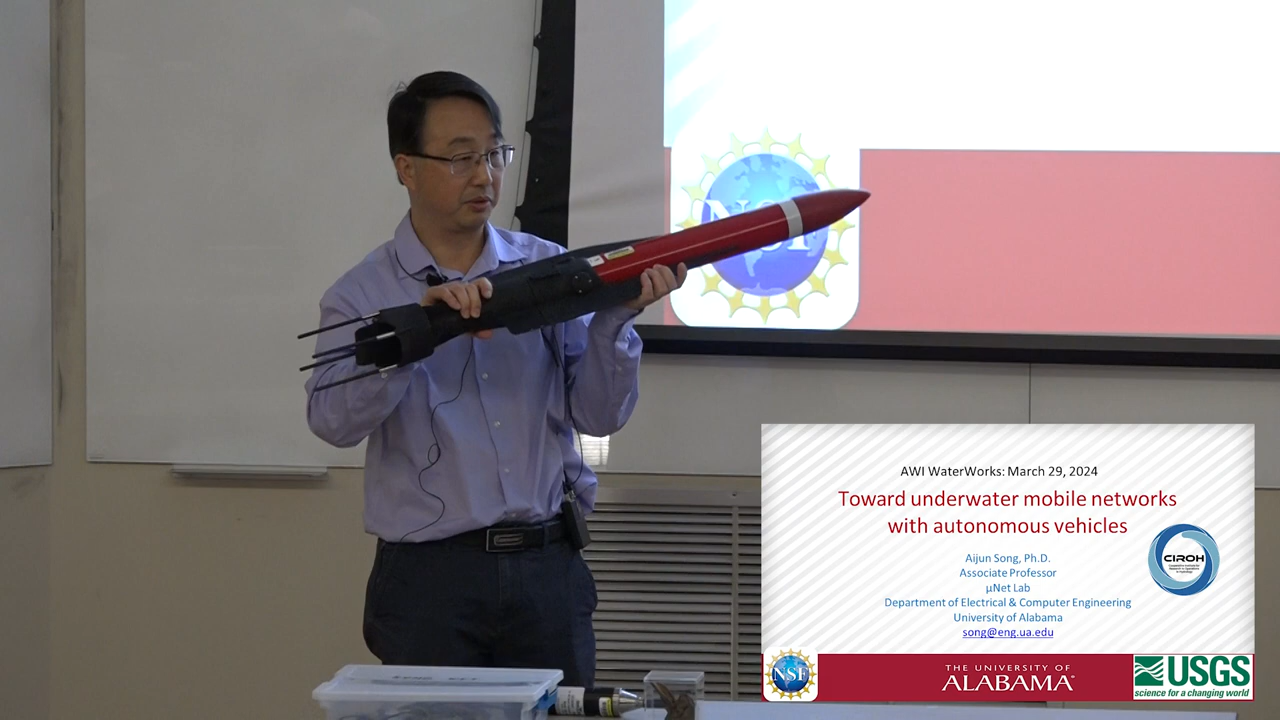 NSF
AWI WaterWorks: March 29, 2024
Toward underwater mobile networks
with autonomous vehicles
Aijun Song, Ph.D.
Associate Professor
µNet Lab
Department of Electrical & Computer Engineering
University of Alabama
song@eng.ua.edu
CIROH
NSF
THE UNIVERSITY OF
ALABAMA
USGS
science for a changing world